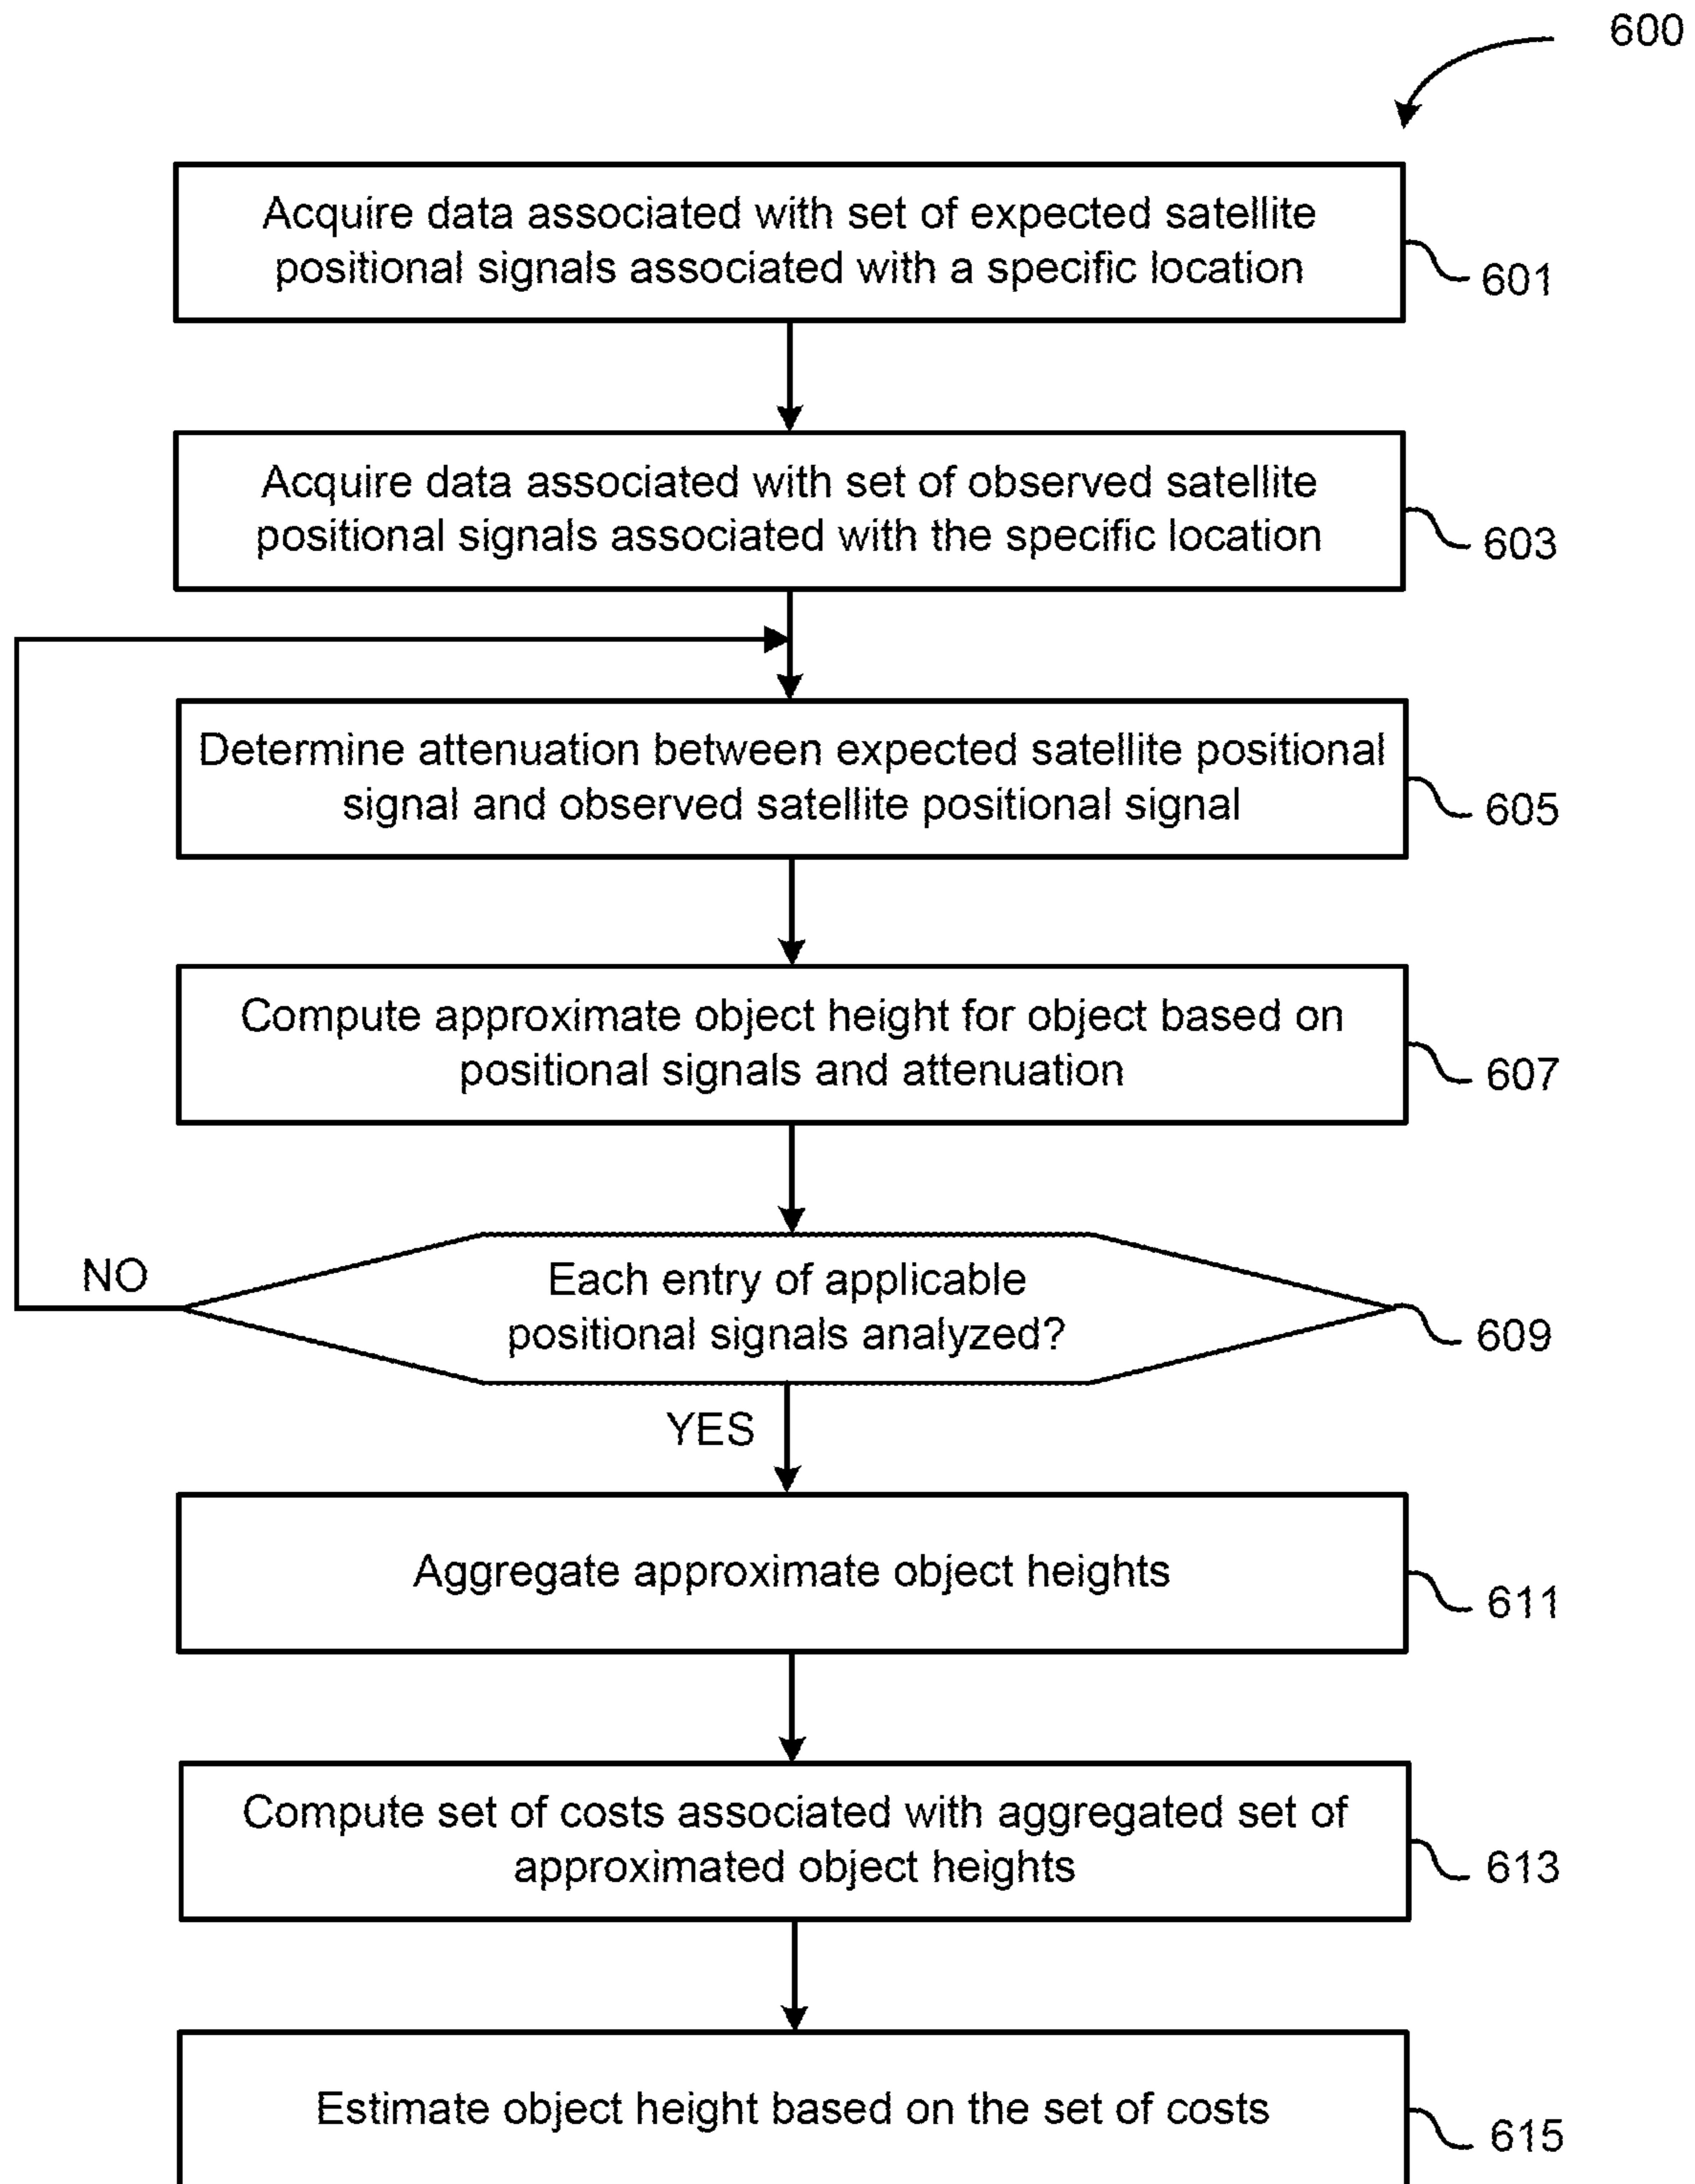 600
Acquire data associated with set of expected satellite
positional signals associated with a specific location
601
Acquire data associated with set of observed satellite
positional signals associated with the specific location
603
Determine attenuation between expected satellite positional
signal and observed satellite positional signal
605
Compute approximate object height for object based on
positional signals and attenuation
607
NO
Each entry of applicable
positional signals analyzed?
609
YES
Aggregate approximate object heights
611
Compute set of costs associated with aggregated set of
approximated object heights
613
Estimate object height based on the set of costs
615